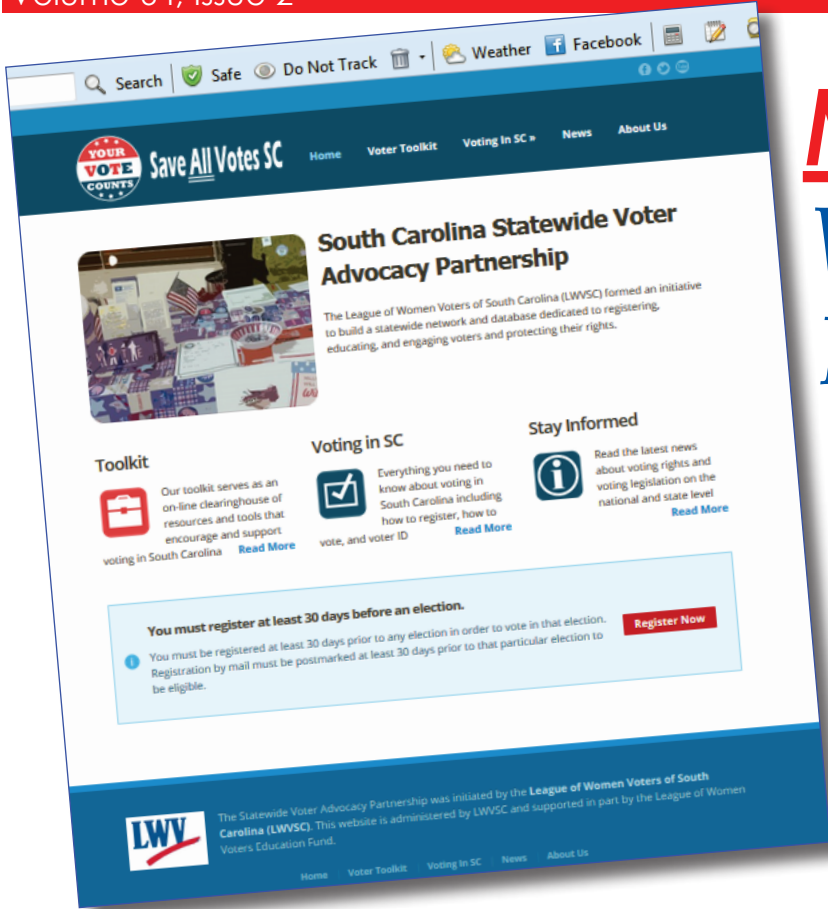 Volume 64, Issue 2
Search Safe Do Not Track Weather Facebook
YOUR VOTE COUNTS
Save All Votes SC
Home Voter Toolkit Voting In SC » News About Us
South Carolina Statewide Voter
Advocacy Partnership
The League of Women Voters of South Carolina (LWVSC) formed an initiative
to build a statewide network and database dedicated to registering,
educating, and engaging voters and protecting their rights.
Toolkit
Our toolkit serves as an
on-line clearinghouse of
resources and tools that
encourage and support
voting in South Carolina Read More
Voting in SC
Everything you need to
know about voting in
South Carolina including
how to register, how to
vote, and voter ID Read More
Stay Informed
Read the latest news
about voting rights and
voting legislation on the
national and state level
Read More
You must register at least 30 days before an election.
You must be registered at least 30 days prior to any election in order to vote in that election.
Registration by mail must be postmarked at least 30 days prior to that particular election to
be eligible.
Register Now
LWV
The Statewide Voter Advocacy Partnership was initiated by the League of Women Voters of South
Carolina (LWVSC). This website is administered by LWVSC and supported in part by the League of Women
Voters Education Fund.
Home Voter Toolkit Voting In SC News About Us